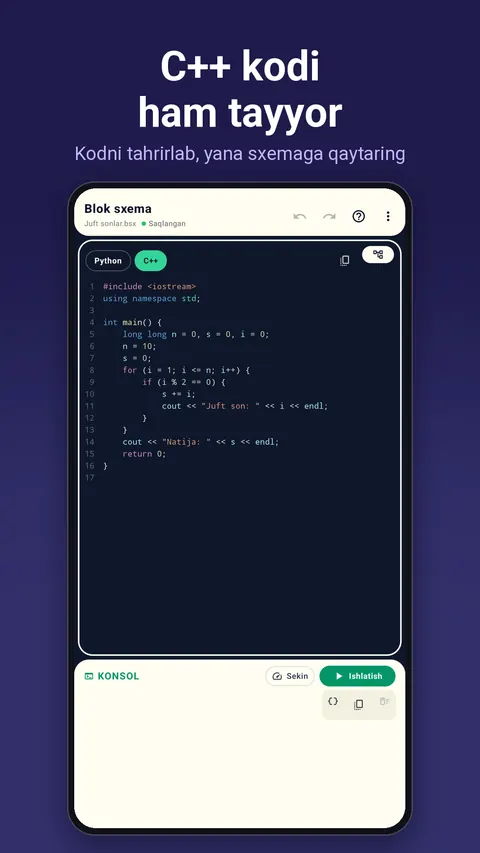 C++ kodi
ham tayyor
Kodni tahrirlab, yana sxemaga qaytaring
Blok sxema
Juft sonlar.bsx Saqlangan
Python C++
1 #include <iostream>
2 using namespace std;
3
4 int main() {
5     long long n = 0, s = 0, i = 0;
6     n = 10;
7     s = 0;
8     for (i = 1; i <= n; i++) {
9         if (i % 2 == 0) {
10             s += i;
11             cout << "Juft son: " << i << endl;
12         }
13     }
14     cout << "Natija: " << s << endl;
15     return 0;
16 }
17
KONSOL Sekin Ishlatish
{}